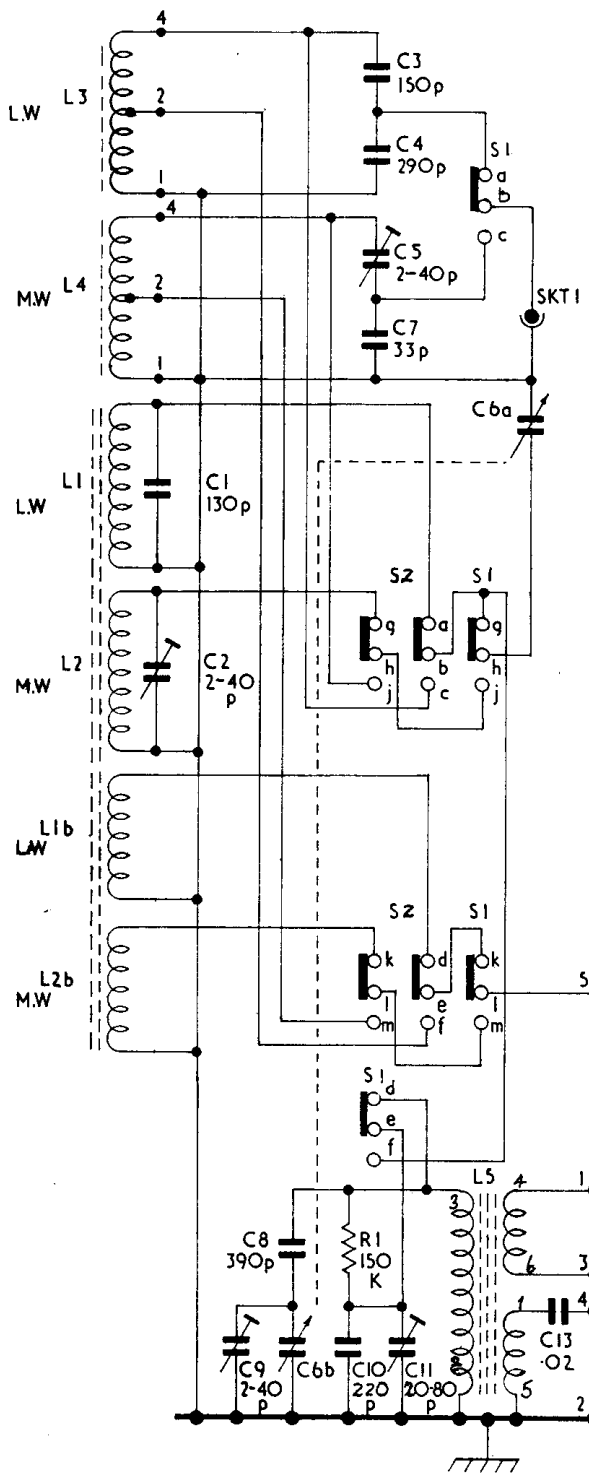 4
C3
150p
L3
L.W
2
C4
290p
S1
a
b
c
1
4
C5
2-40p
L4
M.W
2
SKT1
C7
33p
1
C6a
L1
L.W
C1
130p
S2
S1
g
a
g
h
b
h
j
c
j
L2
M.W
C2
2-40
p
L1b
L.W
S2
S1
k
d
k
L2b
M.W
l
e
l
5
m
f
m
S1
d
e
f
L5
3
4
1
C8
390p
R1
150
K
6
3
1
4
C13
.02
C9
2-40
p
C6b
C10
220
p
C11
20-80
p
5
2